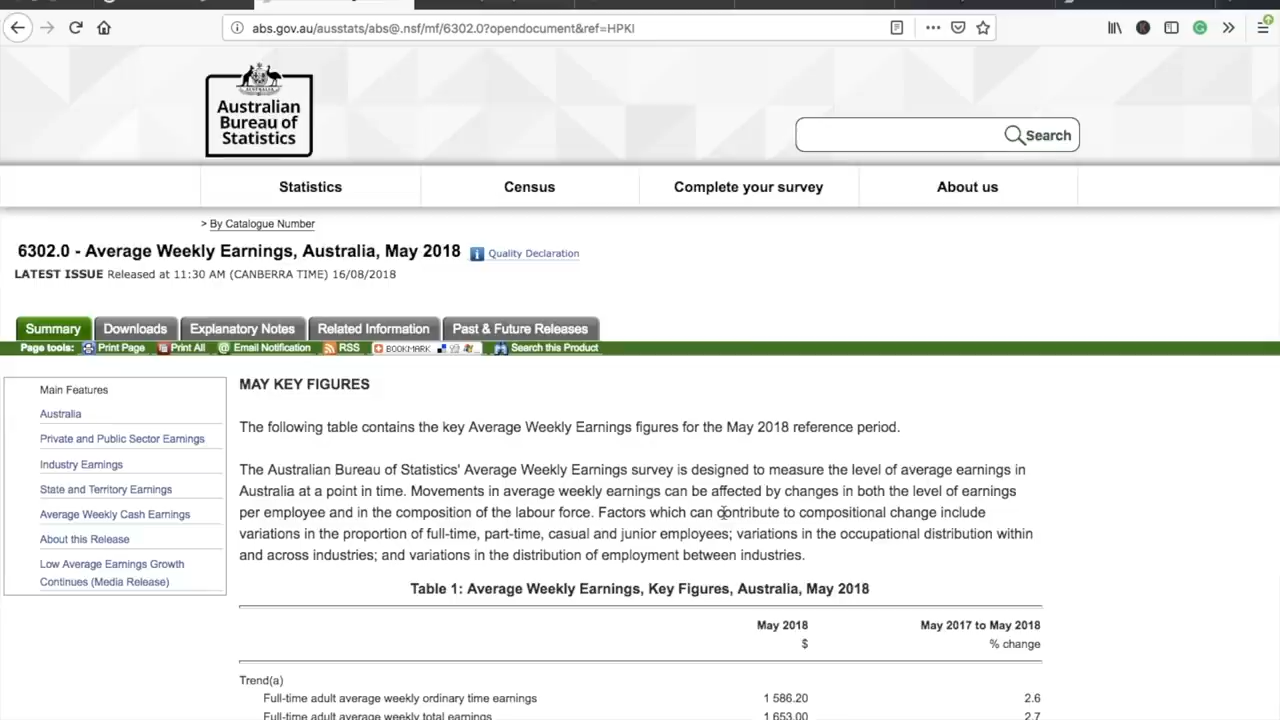 abs.gov.au/ausstats/abs@.nsf/mf/6302.0?opendocument&ref=HPKI
Australian
Bureau of
Statistics
Search
Statistics Census Complete your survey About us
> By Catalogue Number
6302.0 - Average Weekly Earnings, Australia, May 2018 Quality Declaration
LATEST ISSUE Released at 11:30 AM (CANBERRA TIME) 16/08/2018
Summary Downloads Explanatory Notes Related Information Past & Future Releases
Page tools: Print Page Print All Email Notification RSS BOOKMARK Search this Product
Main Features
Australia
Private and Public Sector Earnings
Industry Earnings
State and Territory Earnings
Average Weekly Cash Earnings
About this Release
Low Average Earnings Growth
Continues (Media Release)
MAY KEY FIGURES
The following table contains the key Average Weekly Earnings figures for the May 2018 reference period.
The Australian Bureau of Statistics' Average Weekly Earnings survey is designed to measure the level of average earnings in
Australia at a point in time. Movements in average weekly earnings can be affected by changes in both the level of earnings
per employee and in the composition of the labour force. Factors which can contribute to compositional change include
variations in the proportion of full-time, part-time, casual and junior employees; variations in the occupational distribution within
and across industries; and variations in the distribution of employment between industries.
Table 1: Average Weekly Earnings, Key Figures, Australia, May 2018
May 2018 May 2017 to May 2018
$ % change
Trend(a)
Full-time adult average weekly ordinary time earnings 1 586.20 2.6
Full-time adult average weekly total earnings 1 653.00 2.7